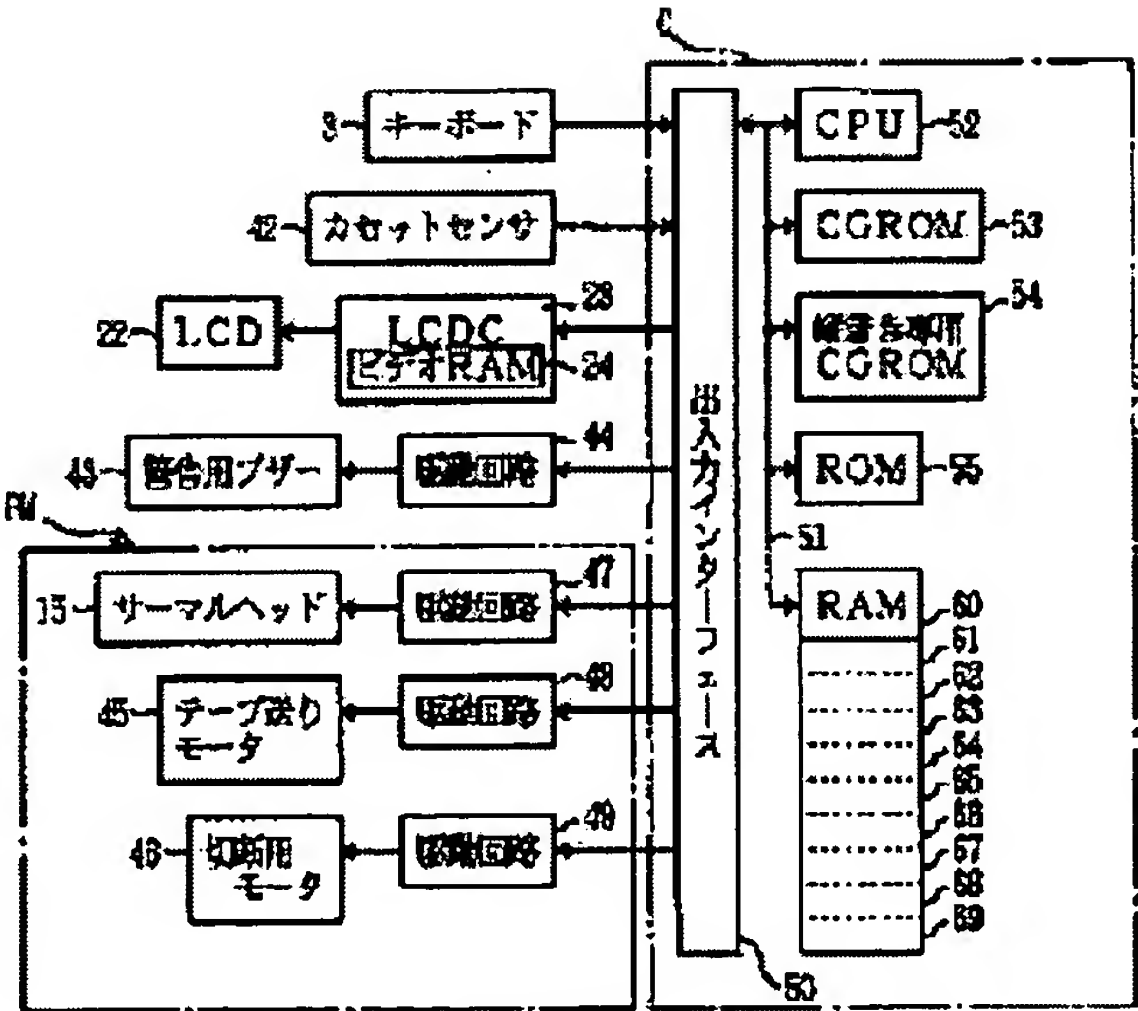 C
3 キーボード
CPU 52
42 カセットセンサ
CGROM 53
22 LCD
LCDC 23
ビデオRAM 24
CGROM 54
43 警告用ブザー
駆動回路 44
ROM 55
出入力インターフェース
50
51
PM
13 サーマルヘッド
駆動回路 47
RAM 60
61
62
63
64
65
66
67
68
69
45 テープ送り
モータ
駆動回路 48
46 切断用
モータ
駆動回路 49